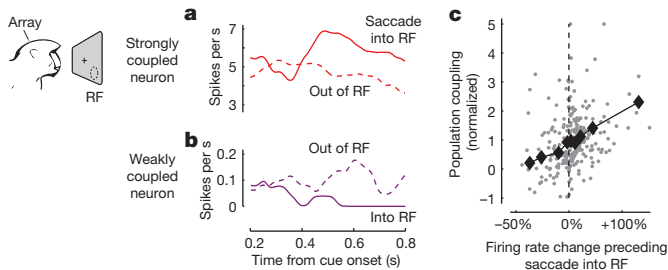 Array
RF
Strongly
coupled
neuron
a
Spikes per s
7
5
3
Saccade
into RF
Out of RF
Weakly
coupled
neuron
b
Spikes per s
0.2
0.1
0
Out of RF
Into RF
0.2 0.4 0.6 0.8
Time from cue onset (s)
c
Population coupling
(normalized)
5
4
3
2
1
0
−1
−50% 0% +100%
Firing rate change preceding
saccade into RF